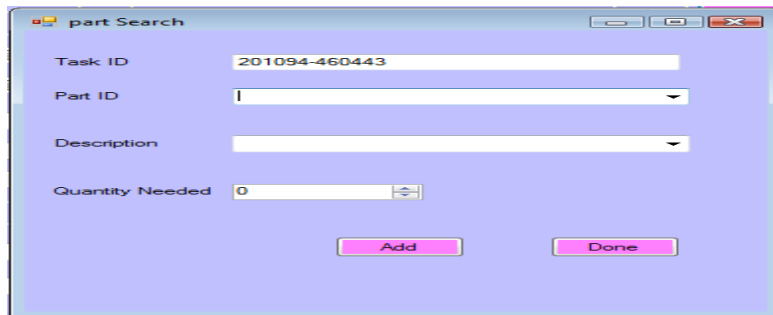 part Search
Task ID 201094-460443
Part ID
Description
Quantity Needed 0
Add Done